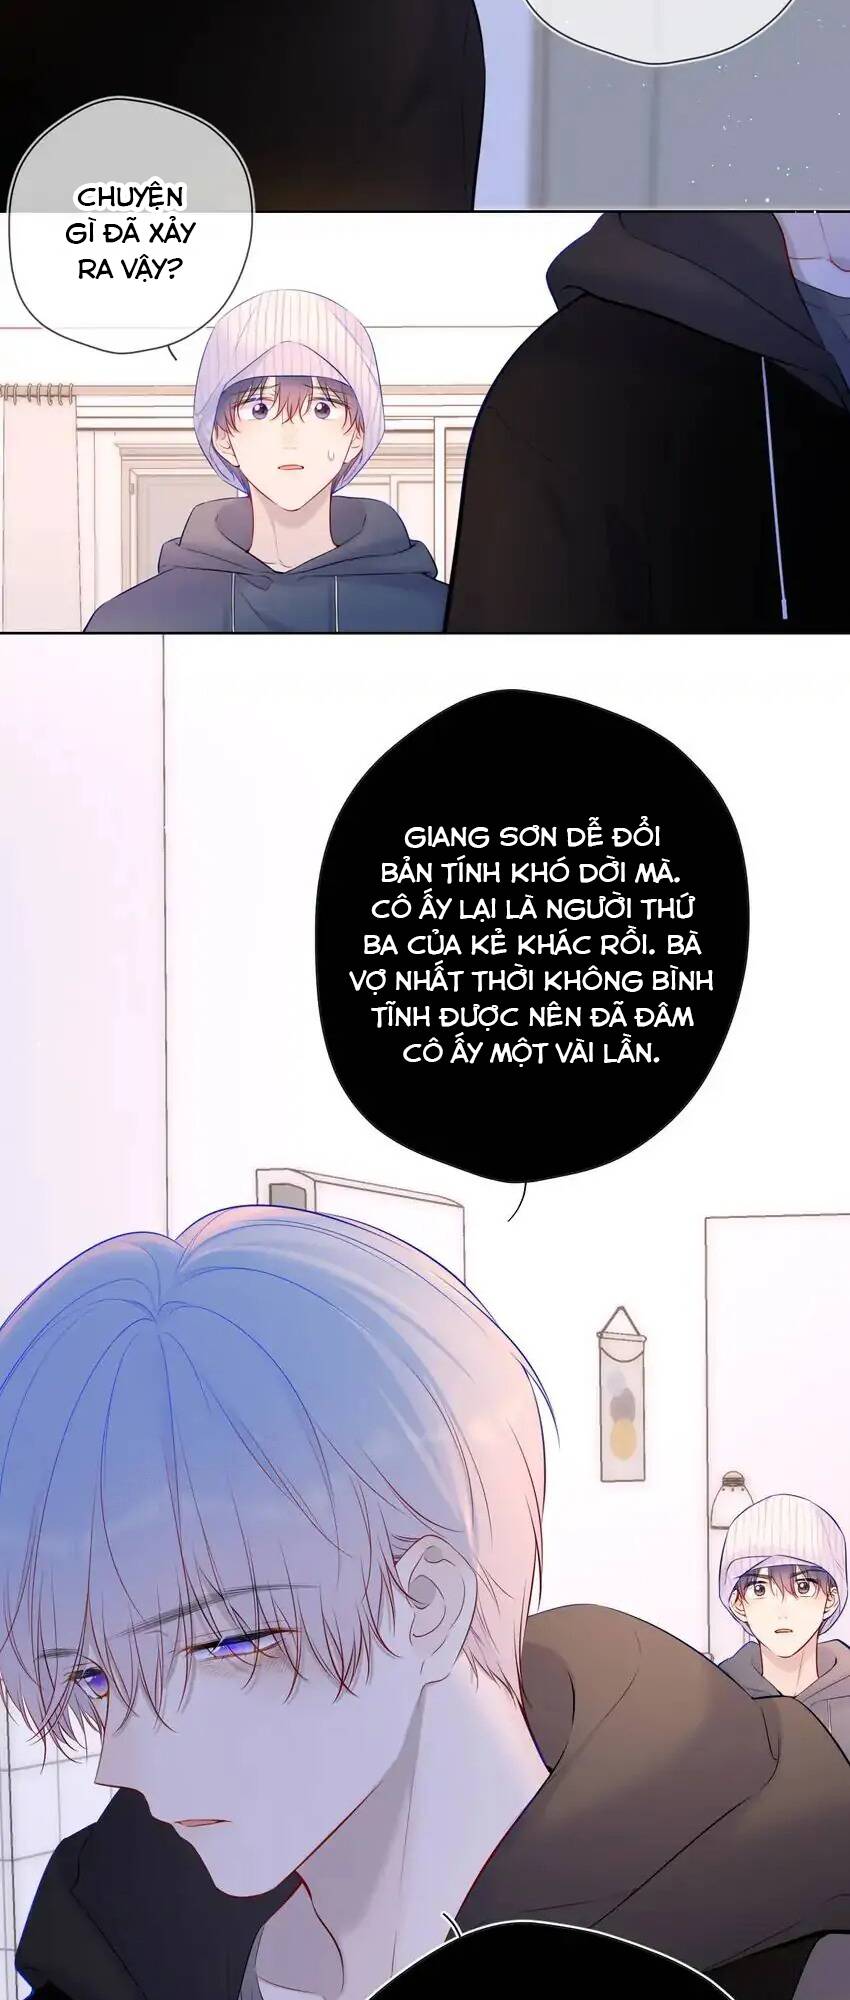 CHUYỆN
GÌ ĐÃ XẢY
RA VẬY?
GIANG SƠN DỄ ĐỔI
BẢN TÍNH KHÓ DỜI MÀ.
CÔ ẤY LẠI LÀ NGƯỜI THỨ
BA CỦA KẺ KHÁC RỒI. BÀ
VỢ NHẤT THỜI KHÔNG BÌNH
TĨNH ĐƯỢC NÊN ĐÃ ĐÂM
CÔ ẤY MỘT VÀI LẦN.